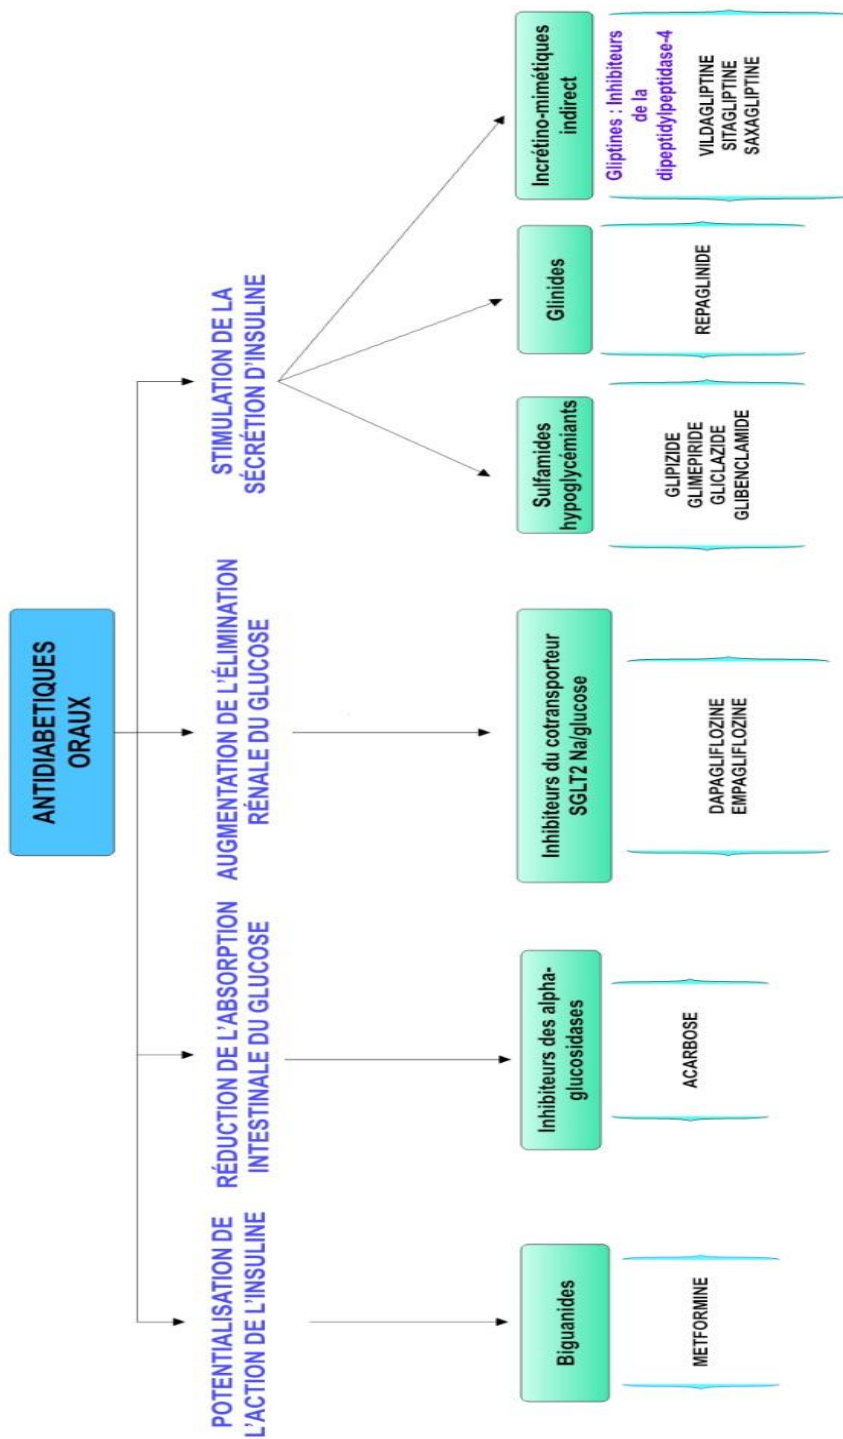 ANTIDIABETIQUES
ORAUX
POTENTIALISATION DE
L'ACTION DE L'INSULINE
RÉDUCTION DE L'ABSORPTION
INTESTINALE DU GLUCOSE
AUGMENTATION DE L'ÉLIMINATION
RÉNALE DU GLUCOSE
STIMULATION DE LA
SÉCRÉTION D'INSULINE
Biguanides
Inhibiteurs des alpha-
glucosidases
Inhibiteurs du cotransporteur
SGLT2 Na/glucose
Sulfamides
hypoglycémiants
Glinides
Incrétino-mimétiques
indirect
METFORMINE
ACARBOSE
DAPAGLIFLOZINE
EMPAGLIFLOZINE
GLIPIZIDE
GLIMEPIRIDE
GLICLAZIDE
GLIBENCLAMIDE
REPAGLINIDE
Gliptines : Inhibiteurs
de la
dipeptidylpeptidase-4
VILDAGLIPTINE
SITAGLIPTINE
SAXAGLIPTINE